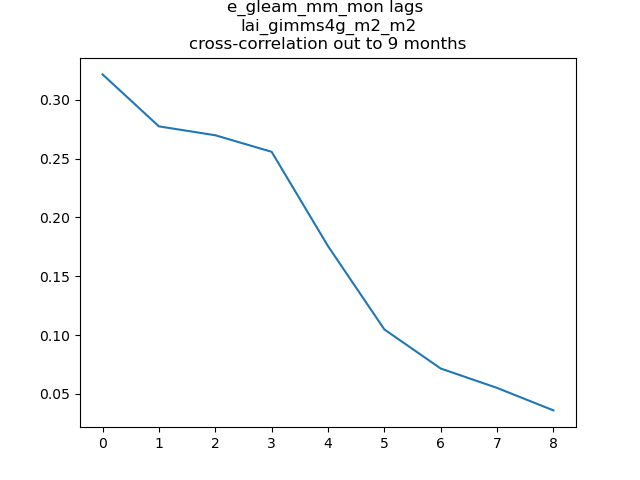 e_gleam_mm_mon lags
lai_gimms4g_m2_m2
cross-correlation out to 9 months
0.30
0.25
0.20
0.15
0.10
0.05
0 1 2 3 4 5 6 7 8